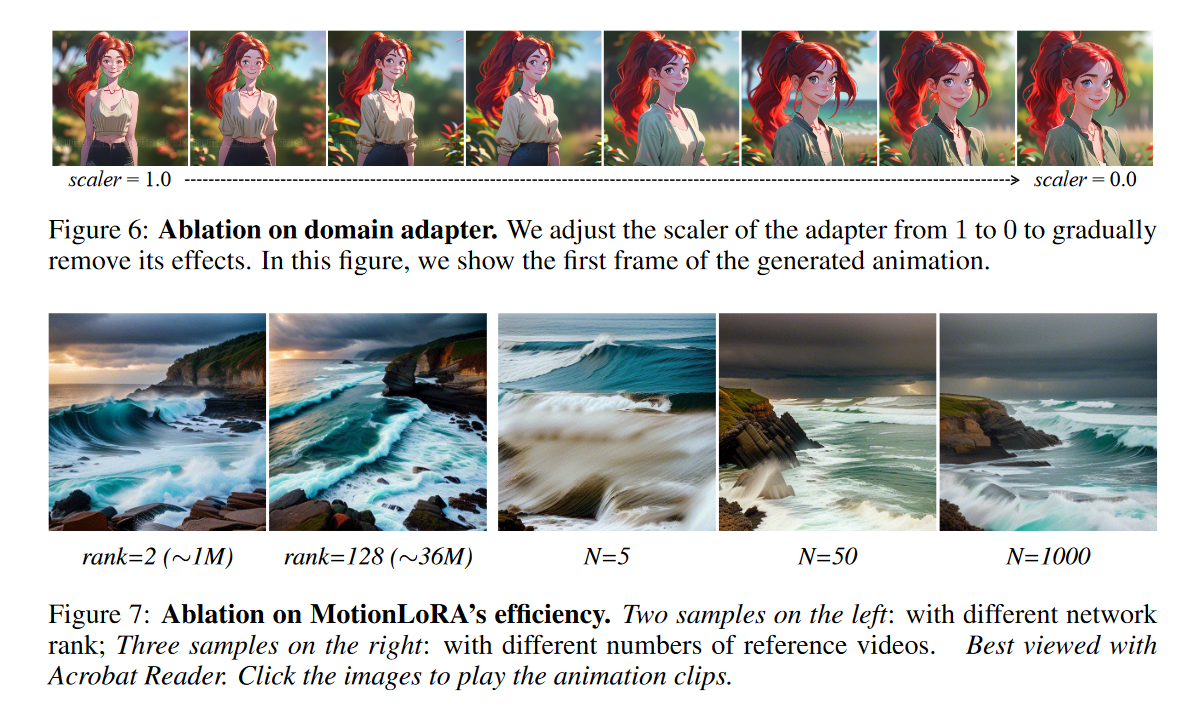 scaler = 1.0
scaler = 0.0
Figure 6: Ablation on domain adapter. We adjust the scaler of the adapter from 1 to 0 to gradually
remove its effects. In this figure, we show the first frame of the generated animation.
rank=2 (~1M)
rank=128 (~36M)
N=5
N=50
N=1000
Figure 7: Ablation on MotionLoRA's efficiency. Two samples on the left: with different network
rank; Three samples on the right: with different numbers of reference videos. Best viewed with
Acrobat Reader. Click the images to play the animation clips.